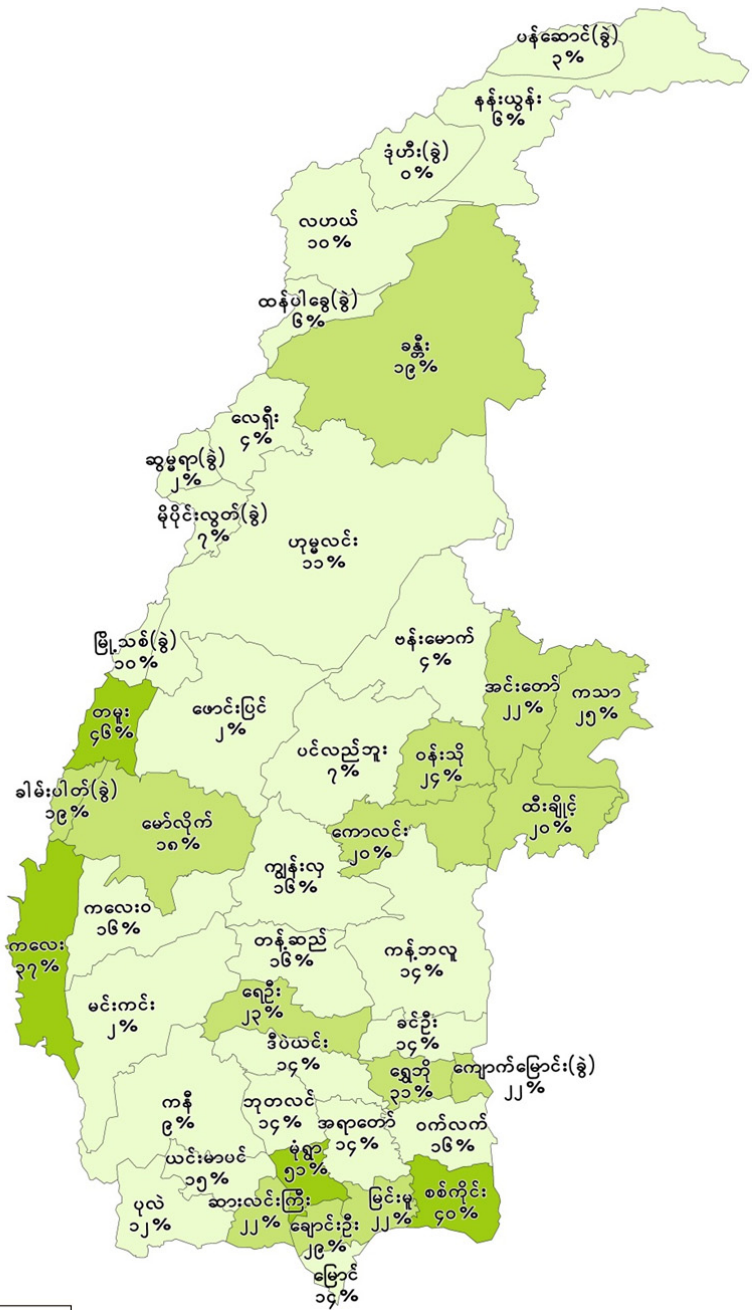 ပန်ဆောင်(ခွဲ)
၃%
နန်းယွန်း
၆%
ဒုံဟီး(ခွဲ)
၀%
လဟယ်
၁၀%
ထန်ပါခွေ(ခွဲ)
၆%
ခန္တီး
၁၉%
လေရှီး
၄%
ဆွမ္မရာ(ခွဲ)
၂%
မိုပိုင်းလွတ်(ခွဲ)
၇%
ဟုမ္မလင်း
၁၁%
မြို့သစ်(ခွဲ)
၁၀%
ဗန်းမောက်
၄%
အင်းတော်
၂၂%
ကသာ
၂၅%
တမူး
၄၆%
ဖောင်းပြင်
၂%
ပင်လည်ဘူး
၇%
ဝန်းသို
၂၄%
ခါမ်းပါတ်(ခွဲ)
၁၉%
မော်လိုက်
၁၈%
ကောလင်း
၂၀%
ထီးချိုင့်
၂၀%
ကျွန်းလှ
၁၆%
ကလေးဝ
၁၆%
ကလေး
၃၇%
တန့်ဆည်
၁၆%
ကန့်ဘလူ
၁၄%
မင်းကင်း
၂%
ရေဦး
၂၃%
ခင်ဦး
၁၄%
ဒီပဲယင်း
၁၄%
ရွှေဘို
၃၁%
ကျောက်မြောင်း(ခွဲ)
၂၂%
ကနီ
၉%
ဘုတလင်
၁၄%
အရာတော်
၁၄%
ဝက်လက်
၁၆%
ယင်းမာပင်
၁၅%
မုံရွာ
၅၁%
ပုလဲ
၁၂%
ဆားလင်းကြီး
၂၂%
ချောင်းဦး
၂၉%
မြင်းမူ
၂၂%
စစ်ကိုင်း
၄၀%
မြောင်
၁၄%